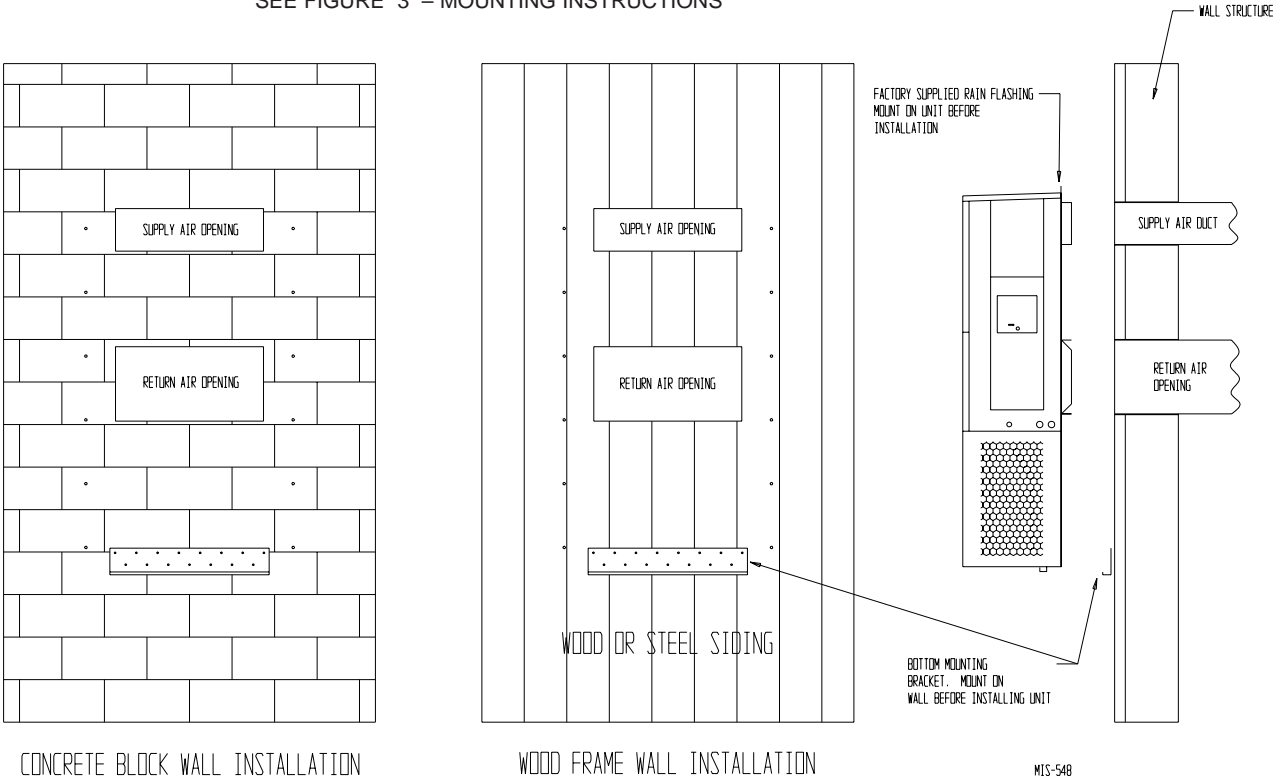 SEE FIGURE "3" – MOUNTING INSTRUCTIONS
WALL STRUCTURE
FACTORY SUPPLIED RAIN FLASHING
MOUNT ON UNIT BEFORE
INSTALLATION
SUPPLY AIR OPENING
SUPPLY AIR OPENING
SUPPLY AIR DUCT
RETURN AIR OPENING
RETURN AIR OPENING
RETURN AIR
OPENING
WOOD OR STEEL SIDING
BOTTOM MOUNTING
BRACKET. MOUNT ON
WALL BEFORE INSTALLING UNIT
CONCRETE BLOCK WALL INSTALLATION
WOOD FRAME WALL INSTALLATION
MIS-548